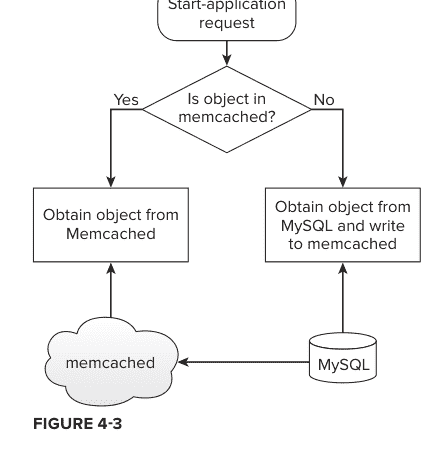 Start-application
request
Is object in
memcached?
Yes
No
Obtain object from
Memcached
Obtain object from
MySQL and write
to memcached
memcached
MySQL
FIGURE 4-3